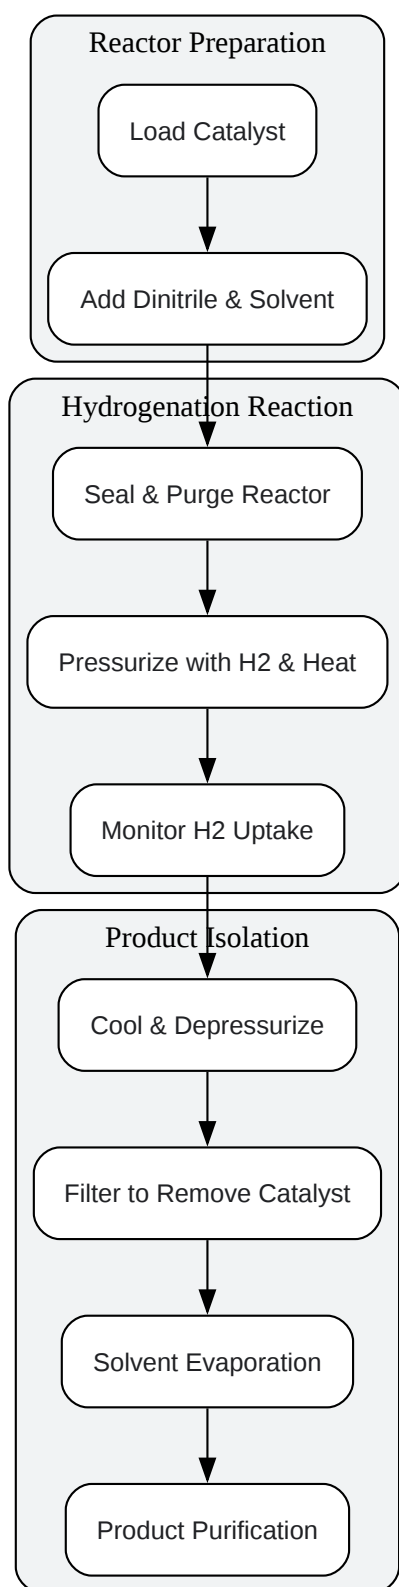 Reactor Preparation
Load Catalyst
Add Dinitrile & Solvent
Hydrogenation Reaction
Seal & Purge Reactor
Pressurize with H2 & Heat
Monitor H2 Uptake
Product Isolation
Cool & Depressurize
Filter to Remove Catalyst
Solvent Evaporation
Product Purification